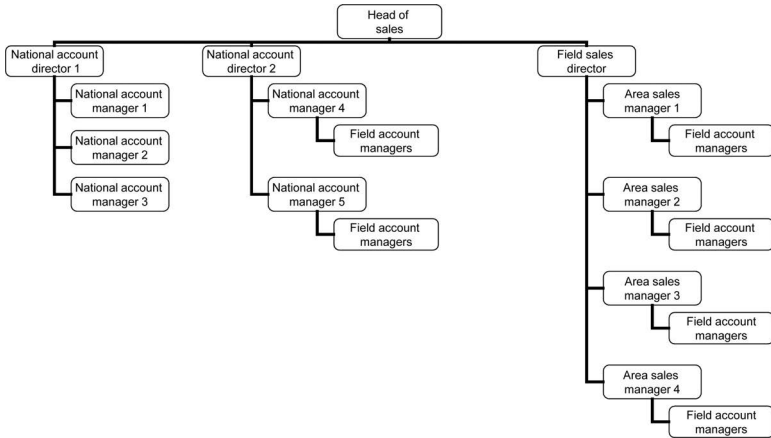 Head of
sales
National account
director 1
National account
manager 1
National account
manager 2
National account
manager 3
National account
director 2
National account
manager 4
Field account
managers
National account
manager 5
Field account
managers
Field sales
director
Area sales
manager 1
Field account
managers
Area sales
manager 2
Field account
managers
Area sales
manager 3
Field account
managers
Area sales
manager 4
Field account
managers